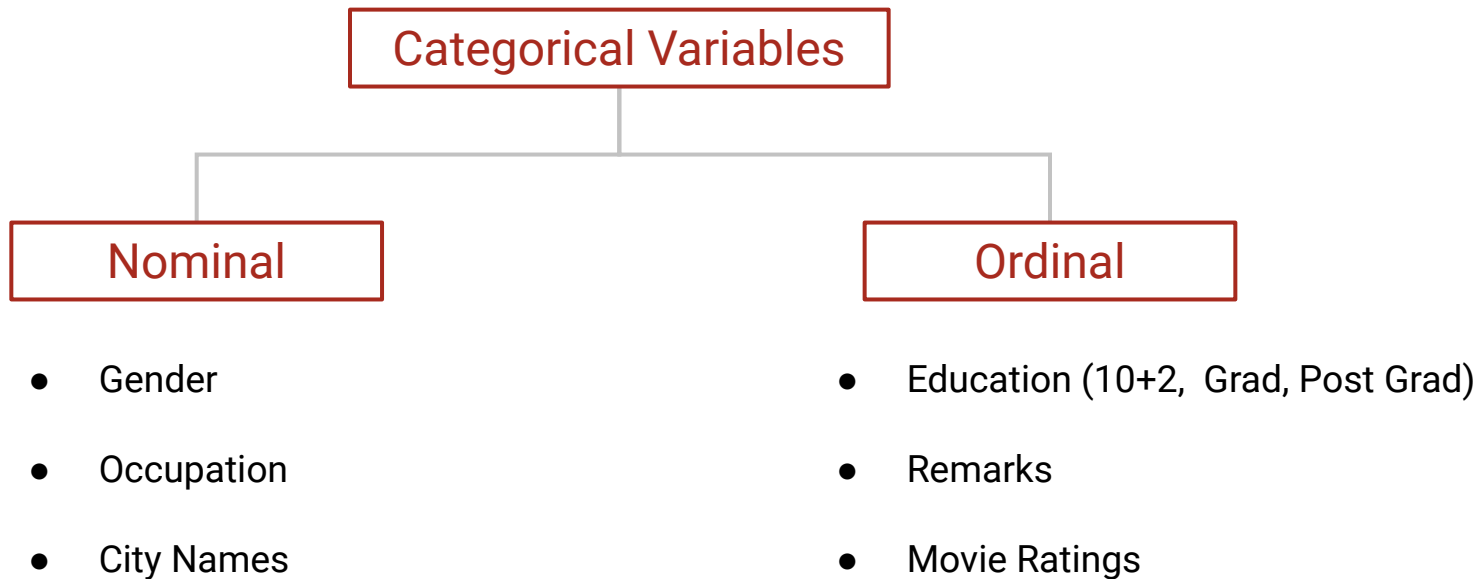 Categorical Variables
Nominal
Ordinal
● Gender
● Occupation
● City Names
● Education (10+2, Grad, Post Grad)
● Remarks
● Movie Ratings